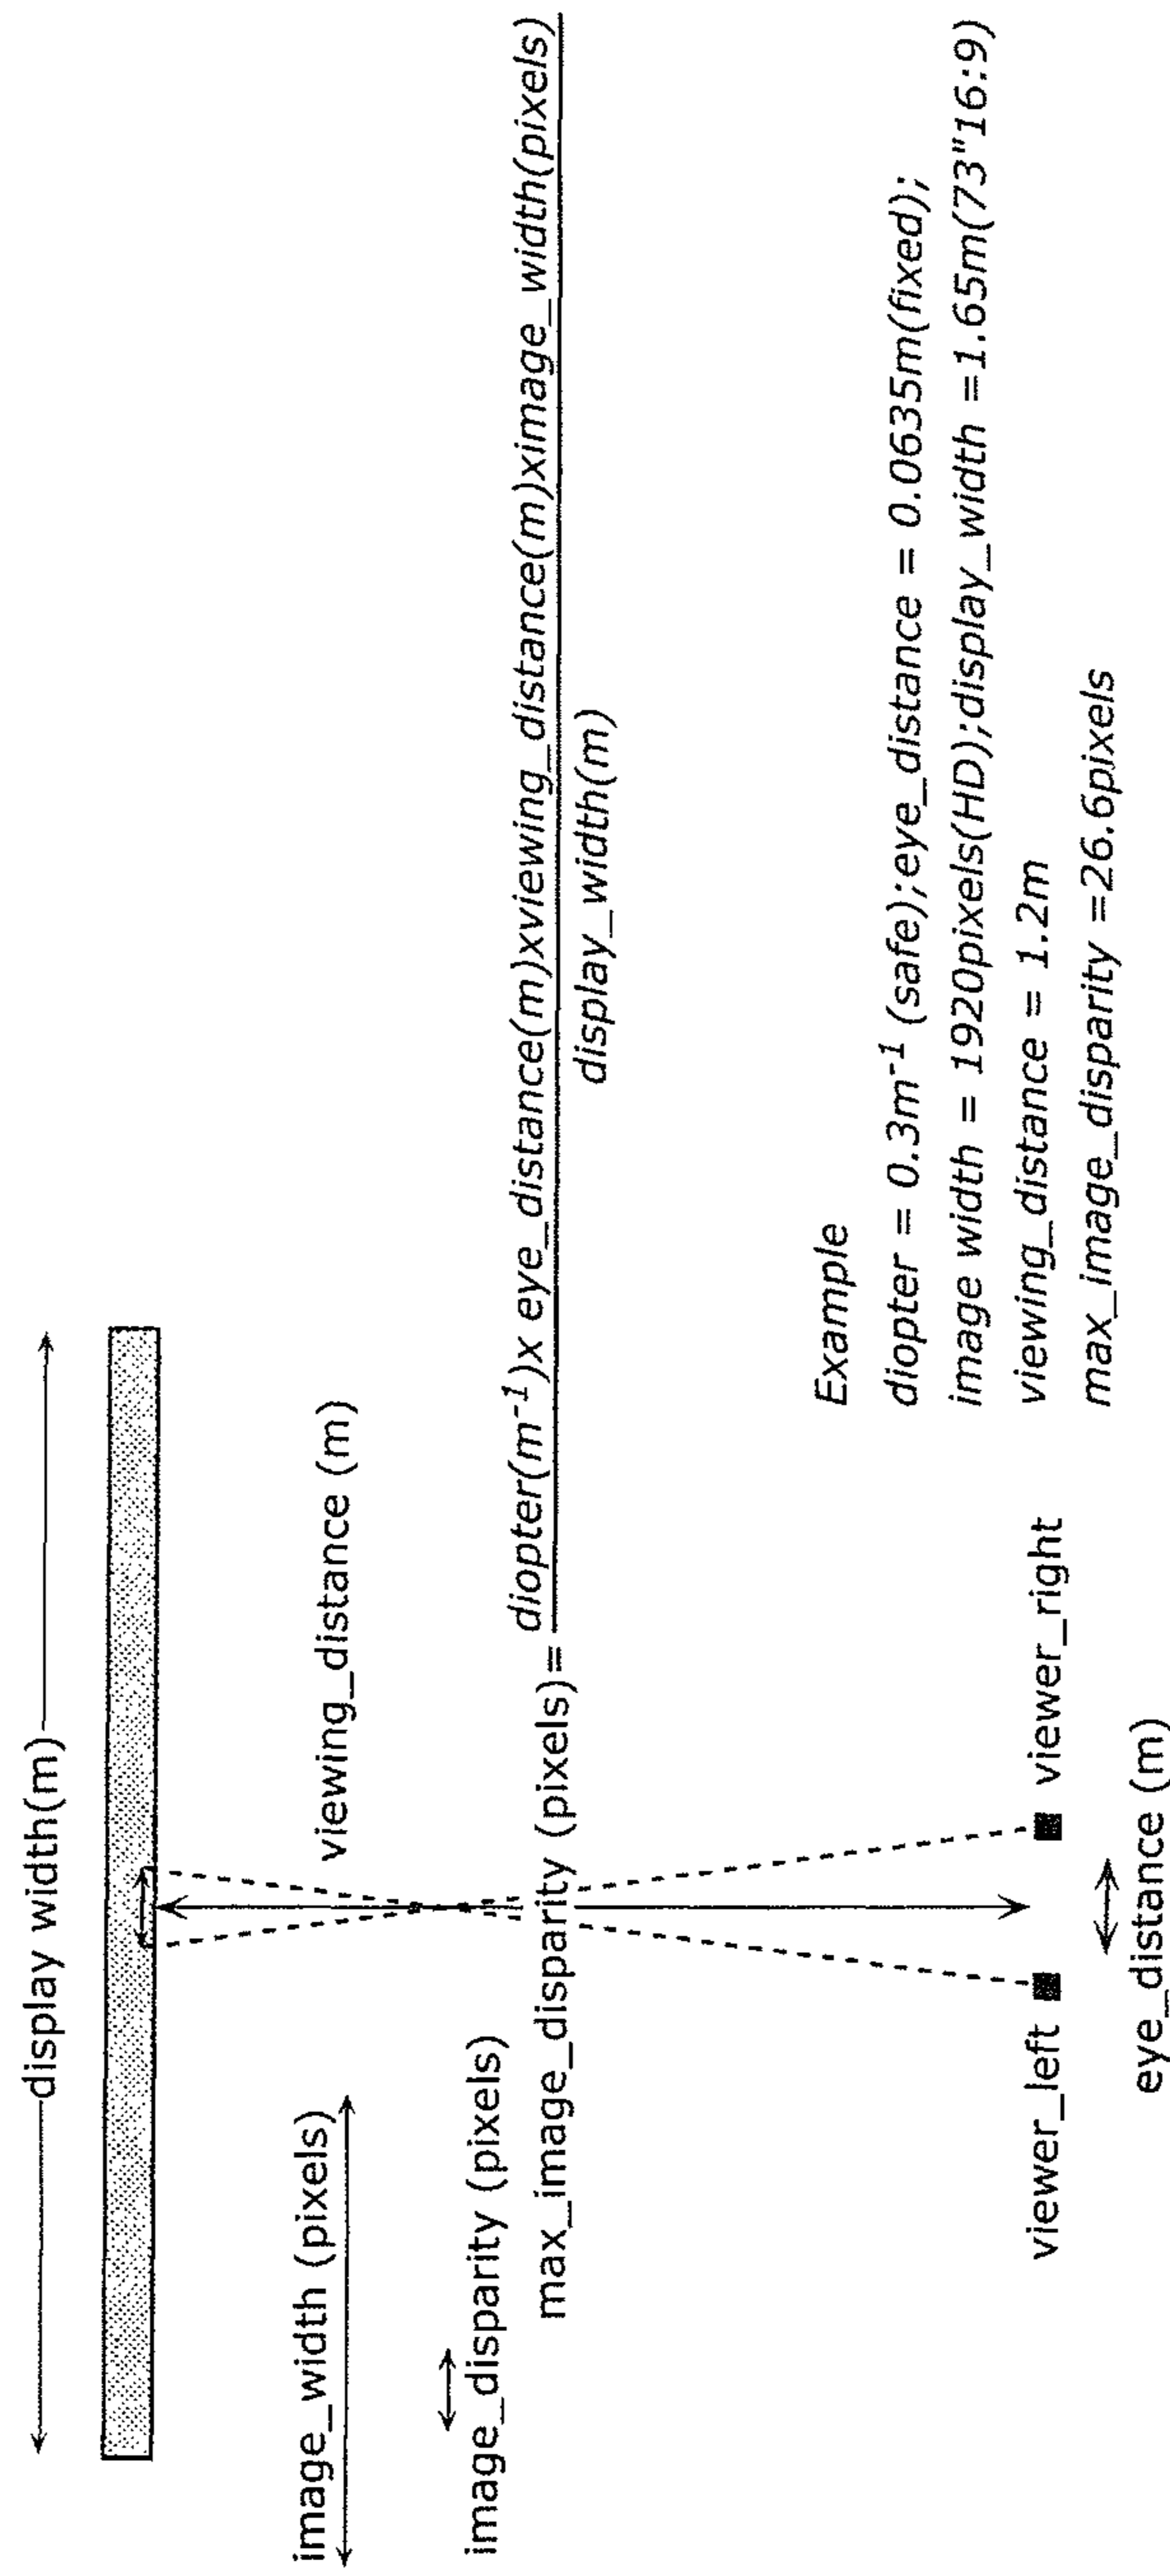 display width(m)
viewing_distance (m)
image_width (pixels)
image_disparity (pixels)
max_image_disparity (pixels)= diopter(m⁻¹)x eye_distance(m)xviewing_distance(m)ximage_width(pixels)
display_width(m)
viewer_left
viewer_right
eye_distance (m)
Example
diopter = 0.3m⁻¹ (safe);eye_distance = 0.0635m(fixed);
image width = 1920pixels(HD);display_width =1.65m(73"16:9)
viewing_distance = 1.2m
max_image_disparity =26.6pixels